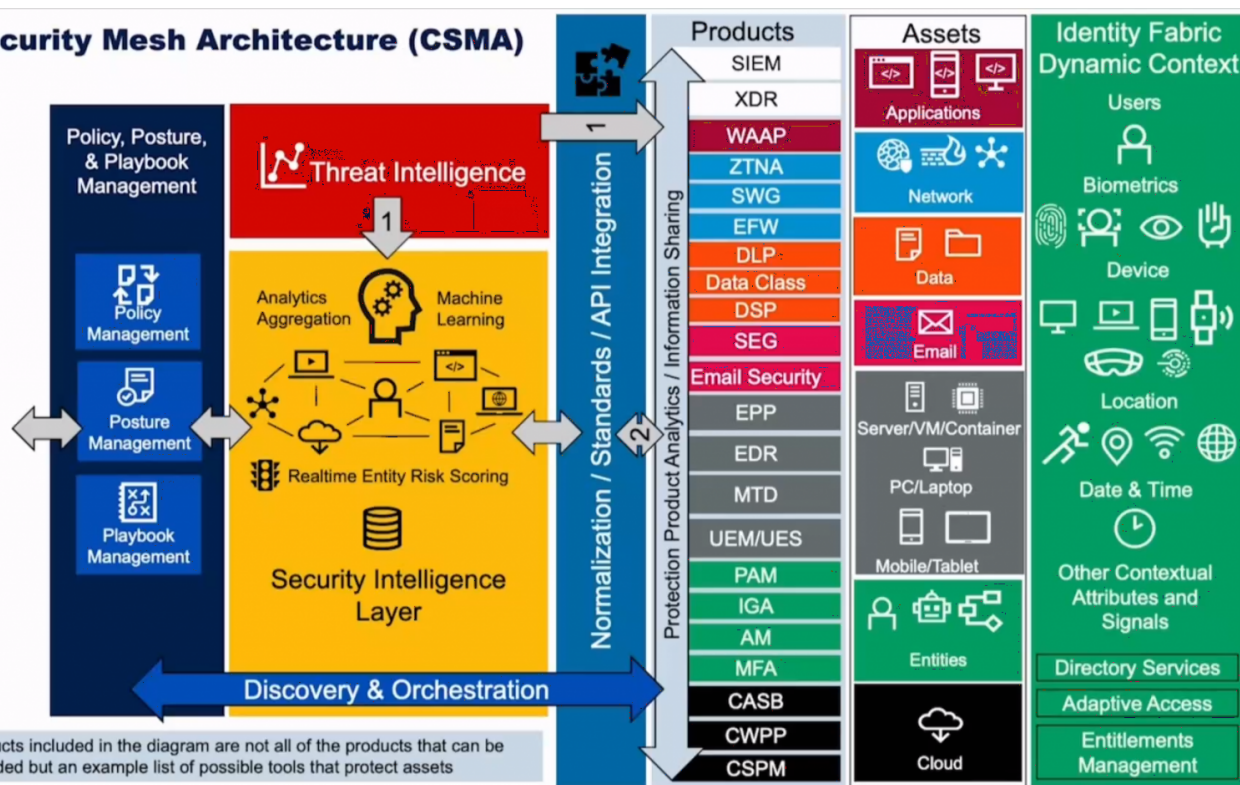 curity Mesh Architecture (CSMA)
Policy, Posture,
& Playbook
Management
Policy
Management
Posture
Management
Playbook
Management
Threat Intelligence
1
1
Analytics
Aggregation
Machine
Learning
Realtime Entity Risk Scoring
Security Intelligence
Layer
Discovery & Orchestration
ucts included in the diagram are not all of the products that can be
ded but an example list of possible tools that protect assets
Normalization / Standards / API Integration
2
Protection Product Analytics / Information Sharing
Products
SIEM
XDR
WAAP
ZTNA
SWG
EFW
DLP
Data Class
DSP
SEG
Email Security
EPP
EDR
MTD
UEM/UES
PAM
IGA
AM
MFA
CASB
CWPP
CSPM
Assets
Applications
Network
Data
Email
Server/VM/Container
PC/Laptop
Mobile/Tablet
Entities
Cloud
Identity Fabric
Dynamic Context
Users
Biometrics
Device
Location
Date & Time
Other Contextual
Attributes and
Signals
Directory Services
Adaptive Access
Entitlements
Management